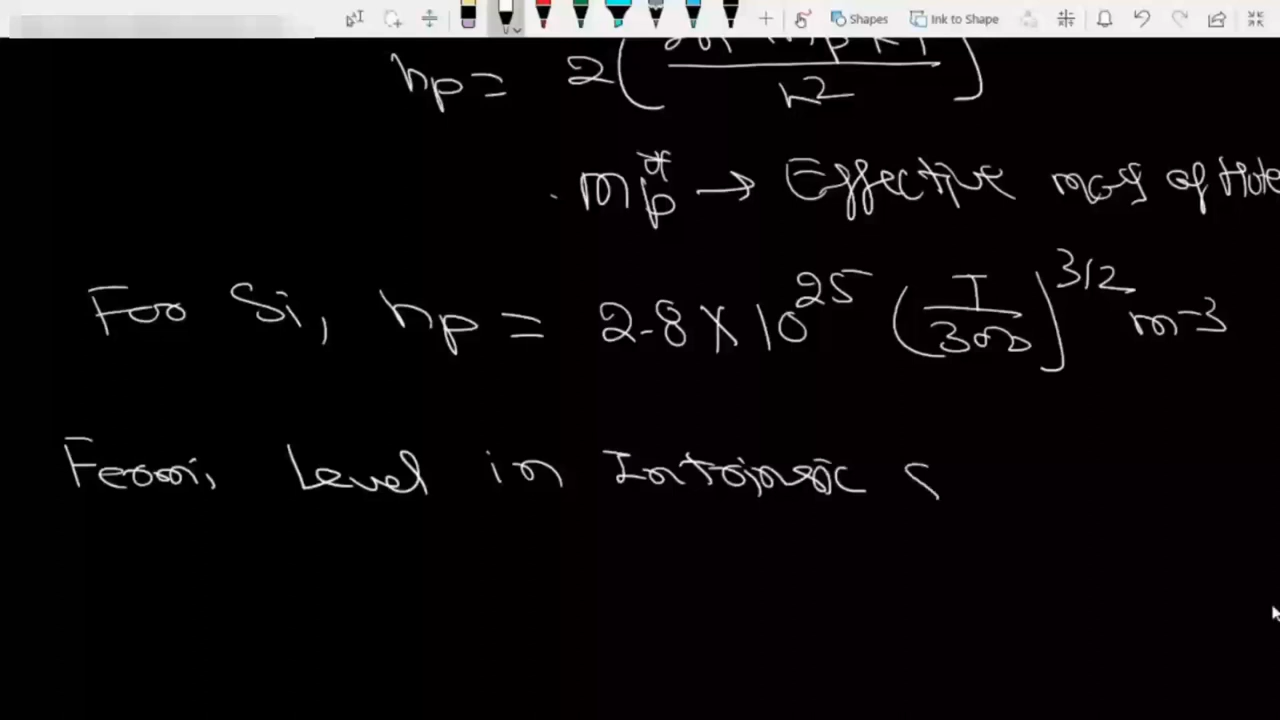 Shapes Ink to Shape
np = 2( / h² ]
mp* → Effective mass of Hole
For Si, np = 2.8 X 10^25 (T/300]^3/2 m-3
Fermi Level in Intrinsic S